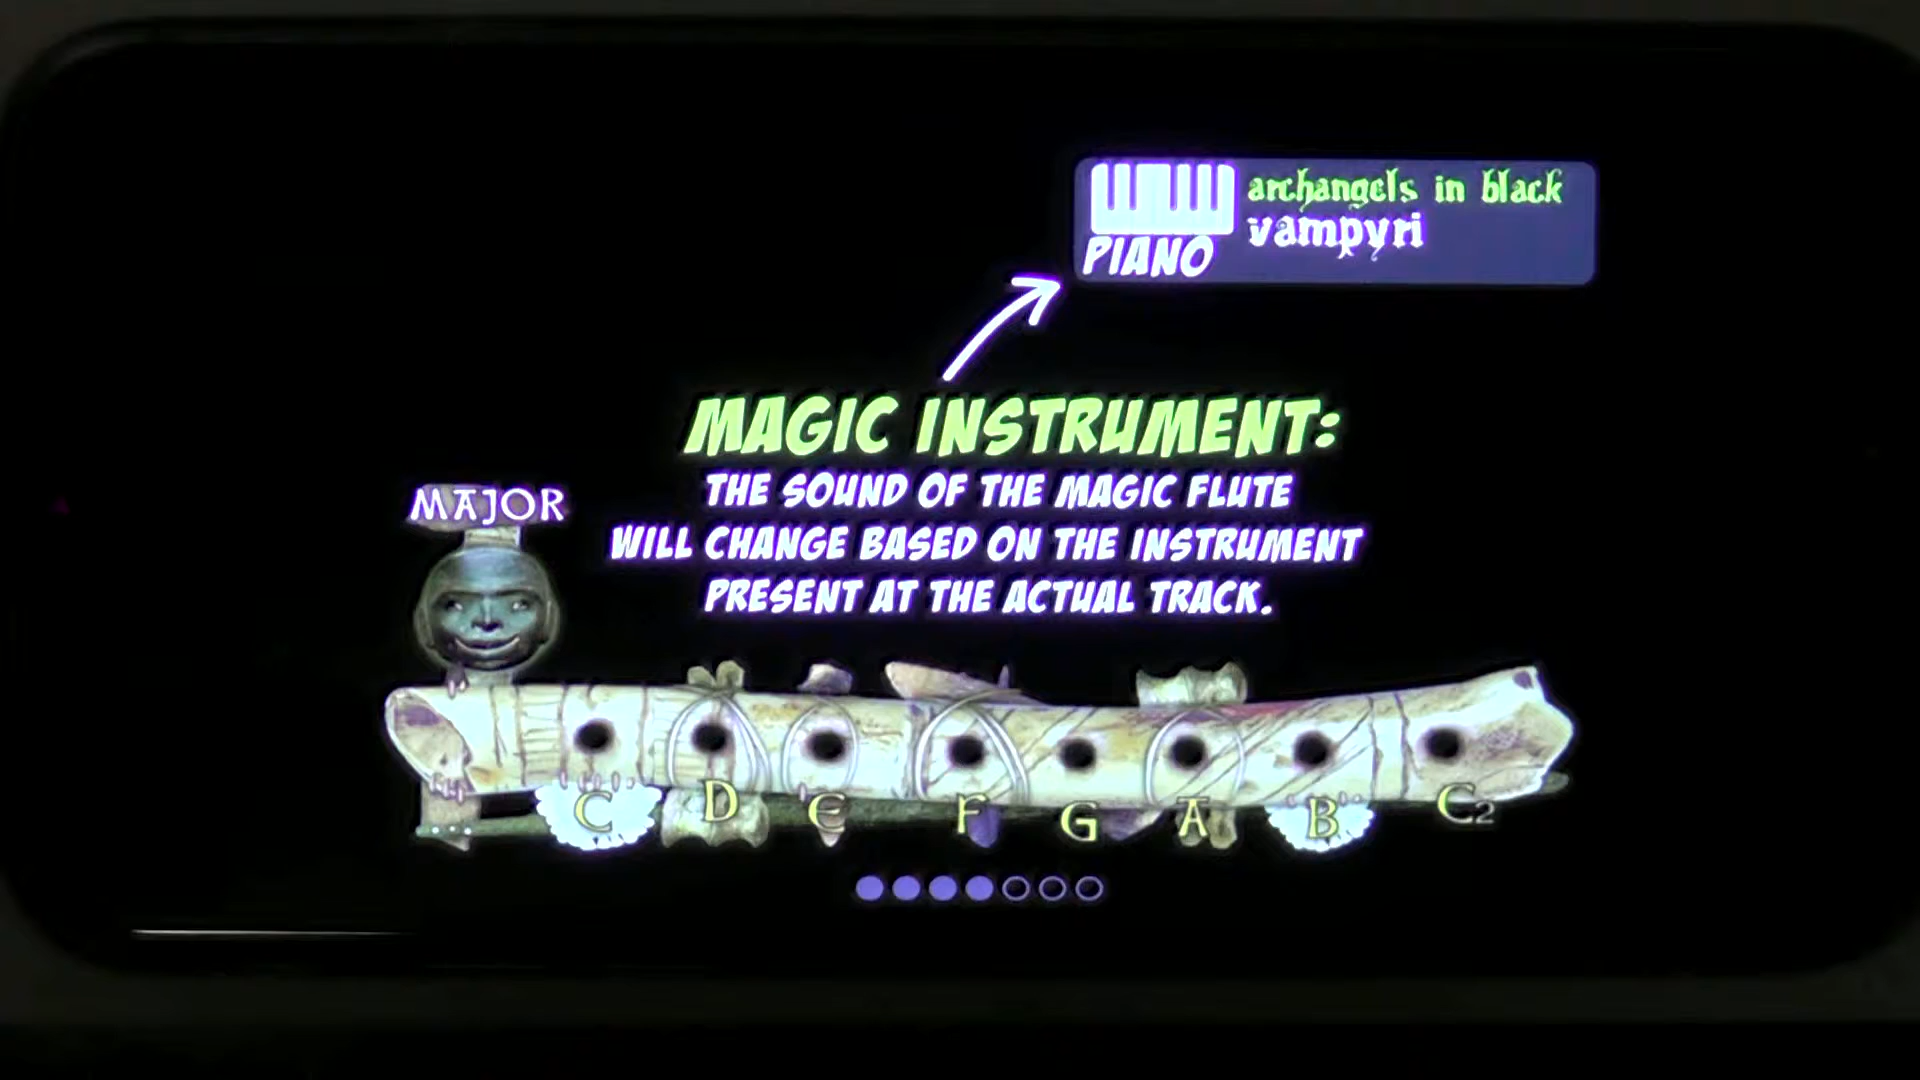 archangels in black
vampyri
PIANO
MAGIC INSTRUMENT:
THE SOUND OF THE MAGIC FLUTE
WILL CHANGE BASED ON THE INSTRUMENT
PRESENT AT THE ACTUAL TRACK.
MAJOR
C D E F G A B C2